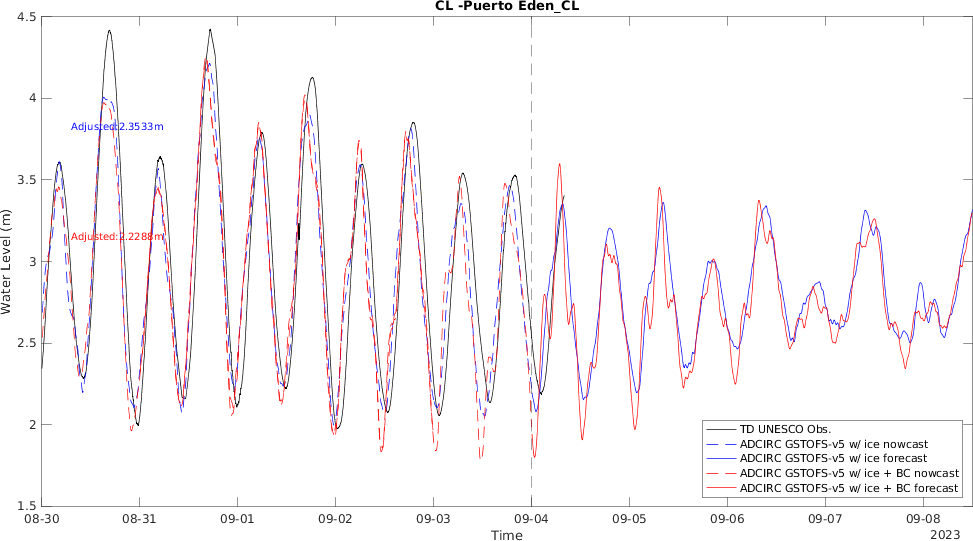 CL -Puerto Eden_CL
4.5
4
3.5
3
2.5
2
1.5
Water Level (m)
Adjusted:2.3533m
Adjusted:2.2288m
TD UNESCO Obs.
ADCIRC GSTOFS-v5 w/ ice nowcast
ADCIRC GSTOFS-v5 w/ ice forecast
ADCIRC GSTOFS-v5 w/ ice + BC nowcast
ADCIRC GSTOFS-v5 w/ ice + BC forecast
08-30 08-31 09-01 09-02 09-03 09-04 09-05 09-06 09-07 09-08
Time
2023